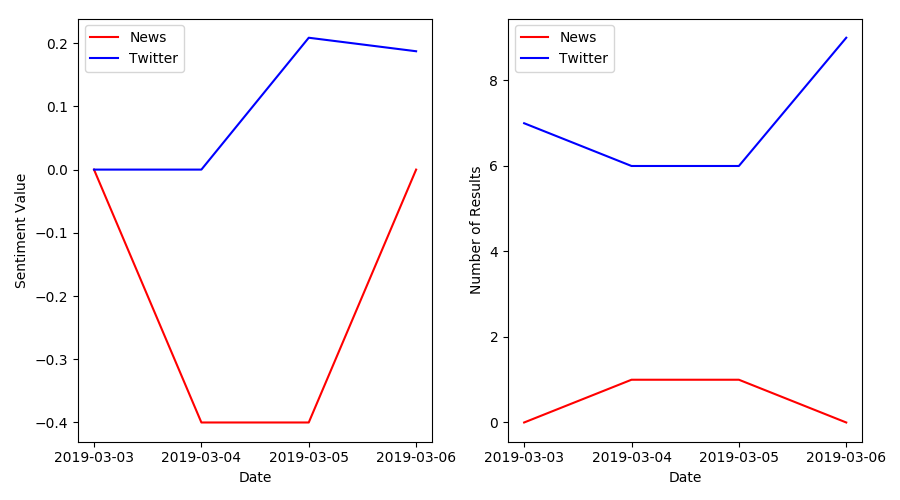 News
Twitter
0.2
0.1
0.0
−0.1
−0.2
−0.3
−0.4
Sentiment Value
2019-03-03 2019-03-04 2019-03-05 2019-03-06
Date
News
Twitter
8
6
4
2
0
Number of Results
2019-03-03 2019-03-04 2019-03-05 2019-03-06
Date